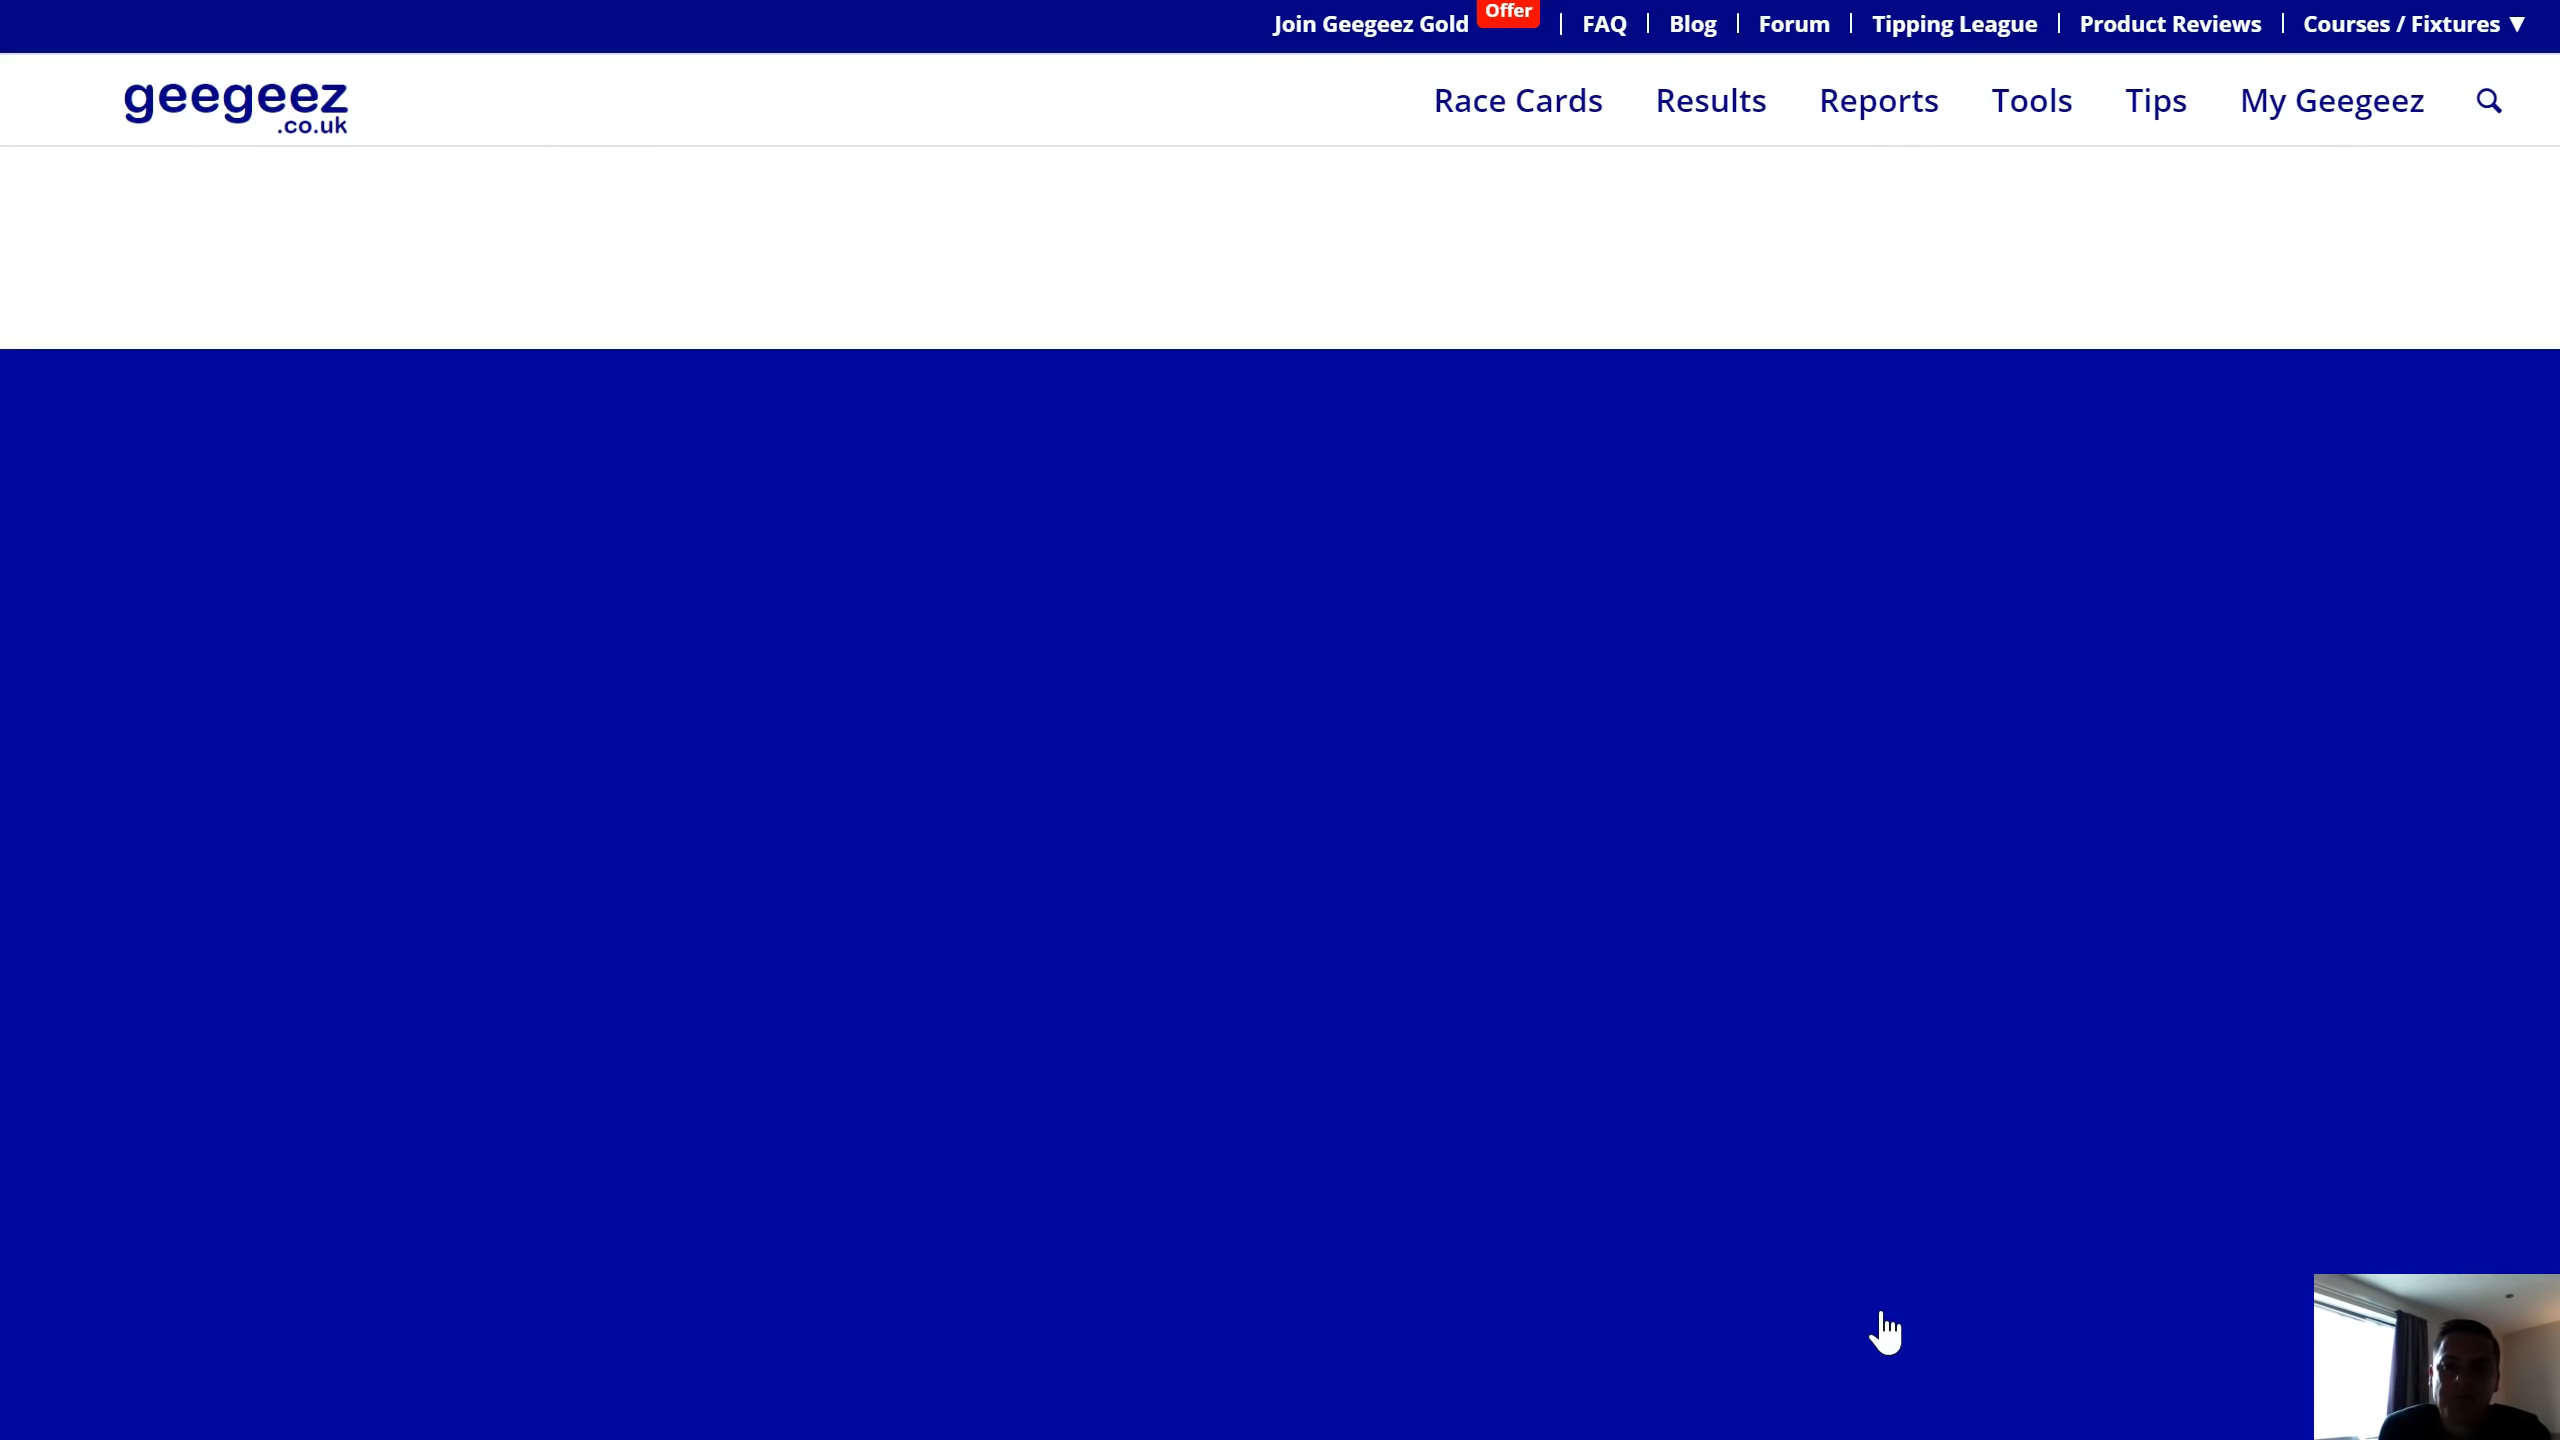 Join Geegeez Gold Offer | FAQ | Blog | Forum | Tipping League | Product Reviews | Courses / Fixtures ▼
geegeez
.co.uk
Race Cards Results Reports Tools Tips My Geegeez